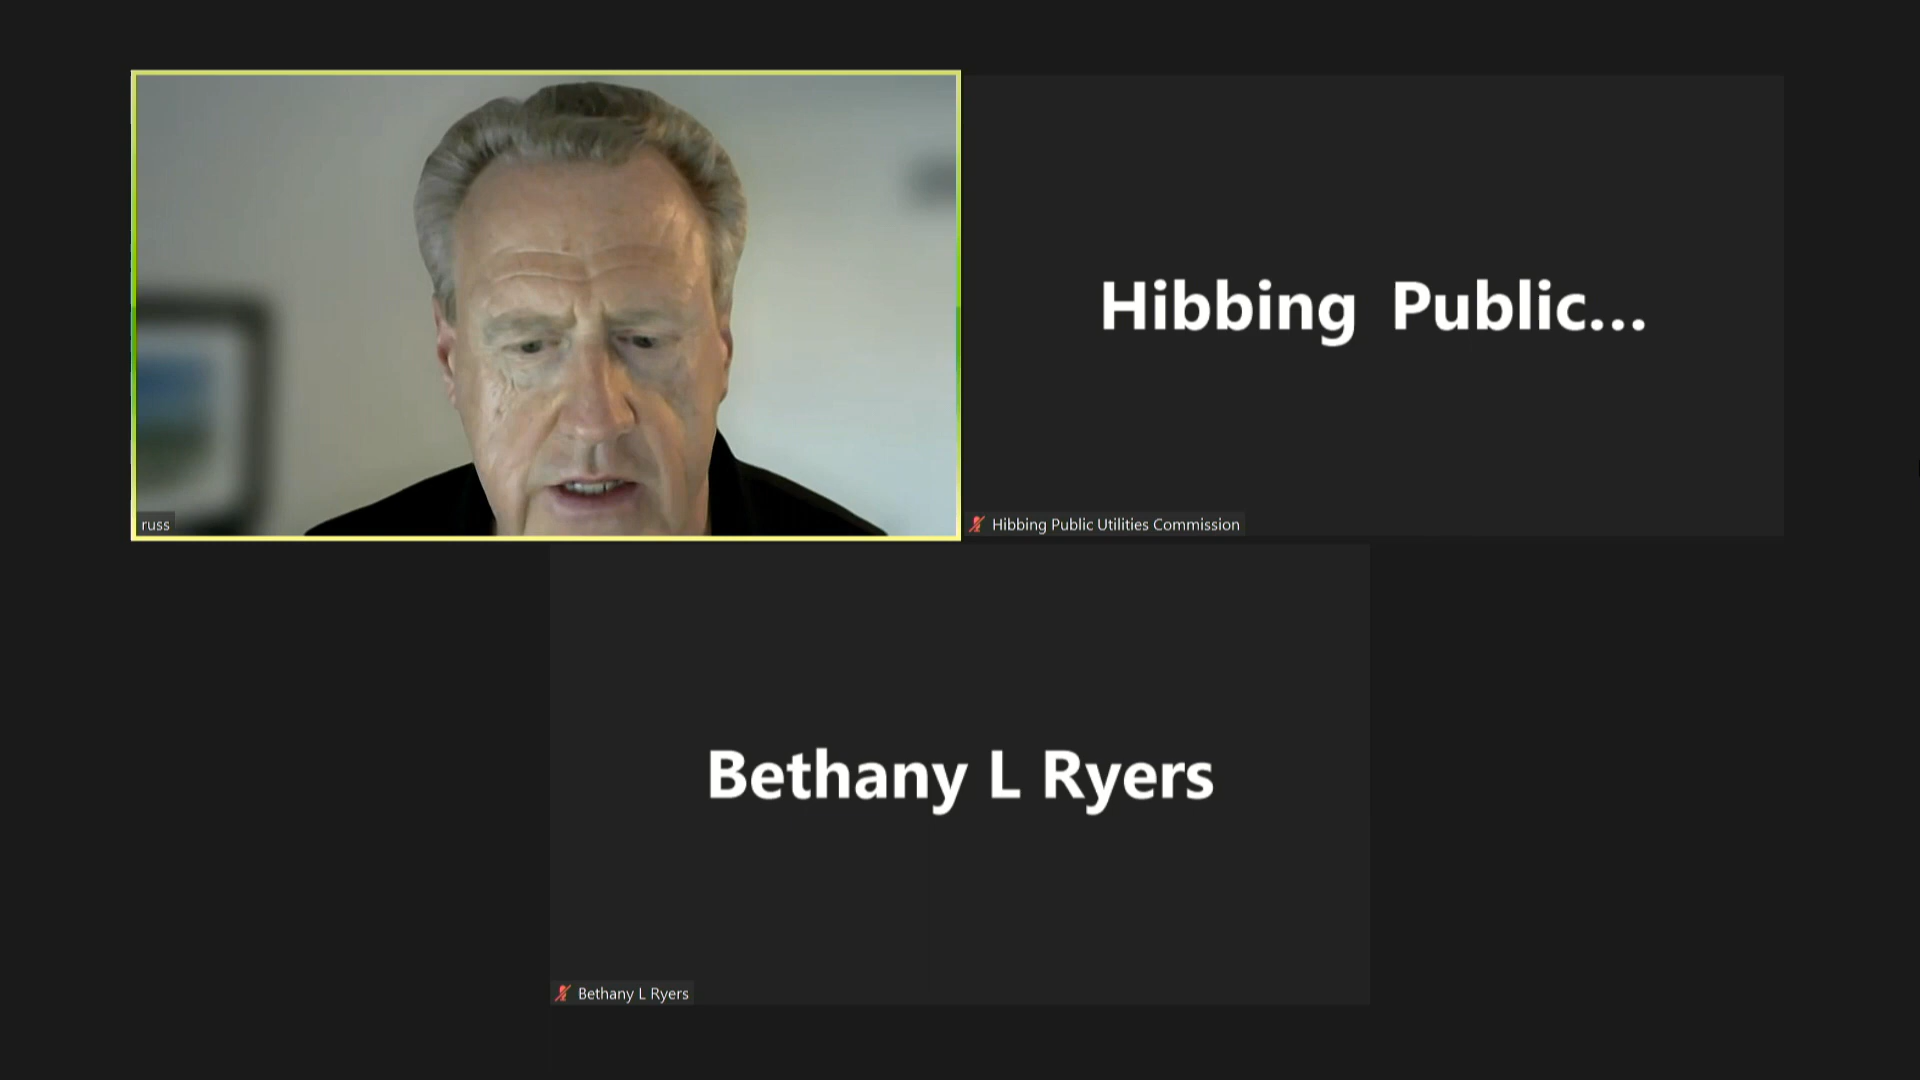 russ
Hibbing Public...
Hibbing Public Utilities Commission
Bethany L Ryers
Bethany L Ryers